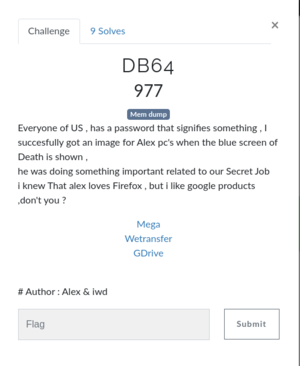 Challenge
9 Solves
×
DB64
977
Mem dump
Everyone of US , has a password that signifies something , I
succesfully got an image for Alex pc's when the blue screen of
Death is shown ,
he was doing something important related to our Secret Job
i knew That alex loves Firefox , but i like google products
,don't you ?
Mega
Wetransfer
GDrive
# Author : Alex & iwd
Flag
Submit